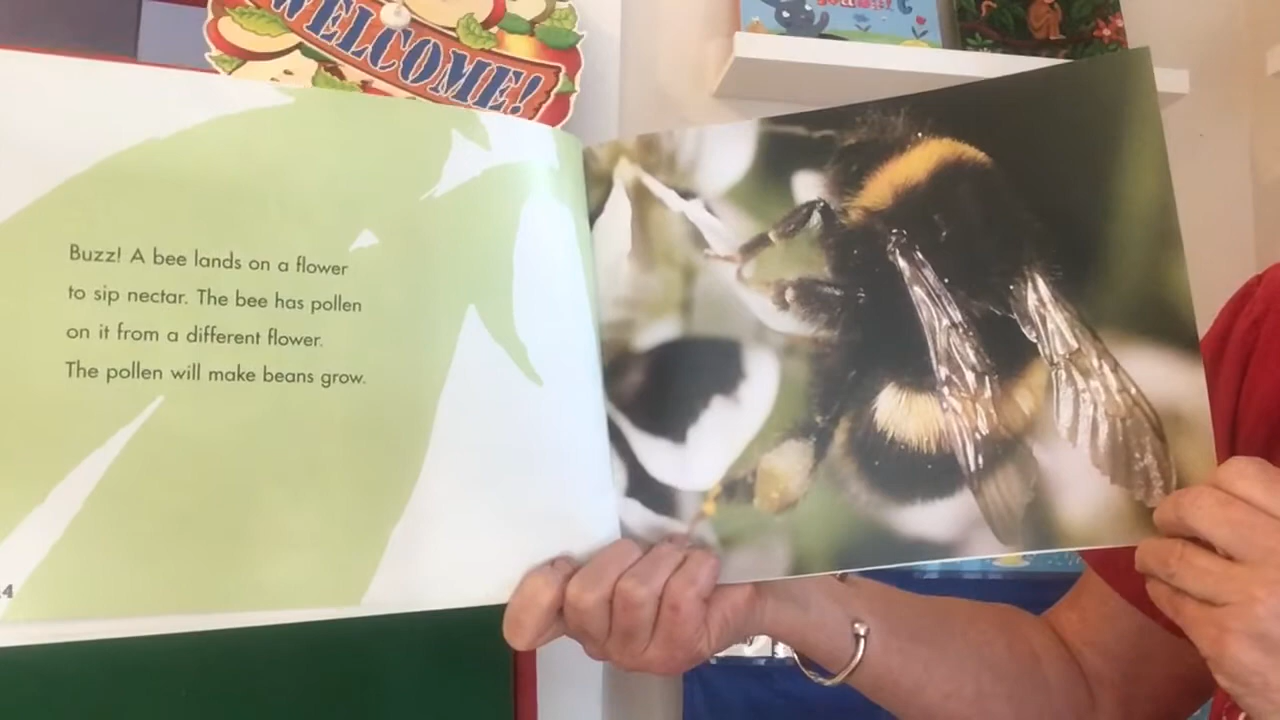 WELCOME!
Buzz! A bee lands on a flower
to sip nectar. The bee has pollen
on it from a different flower.
The pollen will make beans grow.
4